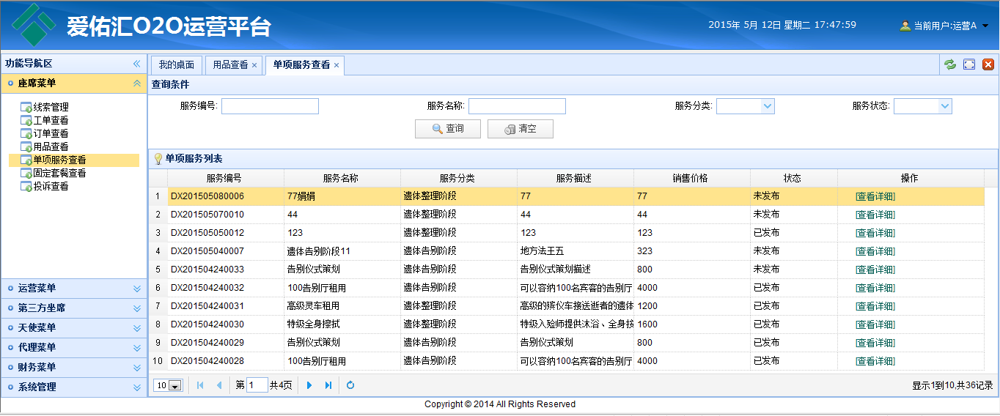 爱佑汇O2O运营平台
2015年 5月 12日 星期二 17:47:59
当前用户:运营A
功能导航区
座席菜单
线索管理
工单查看
订单查看
用品查看
单项服务查看
固定套餐查看
投诉查看
运营菜单
第三方坐席
天使菜单
代理菜单
财务菜单
系统管理
我的桌面 用品查看 × 单项服务查看 ×
查询条件
服务编号: 服务名称: 服务分类: 服务状态:
查询 清空
单项服务列表
服务编号 服务名称 服务分类 服务描述 销售价格 状态 操作
1 DX201505080006 77娟娟 遗体整理阶段 77 77 未发布 [查看详细]
2 DX201505070010 44 遗体整理阶段 44 44 未发布 [查看详细]
3 DX201505050012 123 遗体整理阶段 123 123 已发布 [查看详细]
4 DX201505040007 遗体告别阶段11 遗体告别阶段 地方法王五 323 未发布 [查看详细]
5 DX201504240033 告别仪式策划 遗体告别阶段 告别仪式策划描述 800 未发布 [查看详细]
6 DX201504240032 100告别厅租用 遗体告别阶段 可以容纳100名宾客的告别厅 4000 已发布 [查看详细]
7 DX201504240031 高级灵车租用 遗体整理阶段 高级的殡仪车接送逝者的遗体 1200 已发布 [查看详细]
8 DX201504240030 特级全身擦拭 遗体整理阶段 特级入殓师提供沐浴、全身按 1600 已发布 [查看详细]
9 DX201504240029 告别仪式策划 遗体告别阶段 告别仪式策划 800 已发布 [查看详细]
10 DX201504240028 100告别厅租用 遗体告别阶段 可以容纳100名宾客的告别厅 4000 已发布 [查看详细]
10 第 1 共4页 显示1到10,共36记录
Copyright © 2014 All Rights Reserved